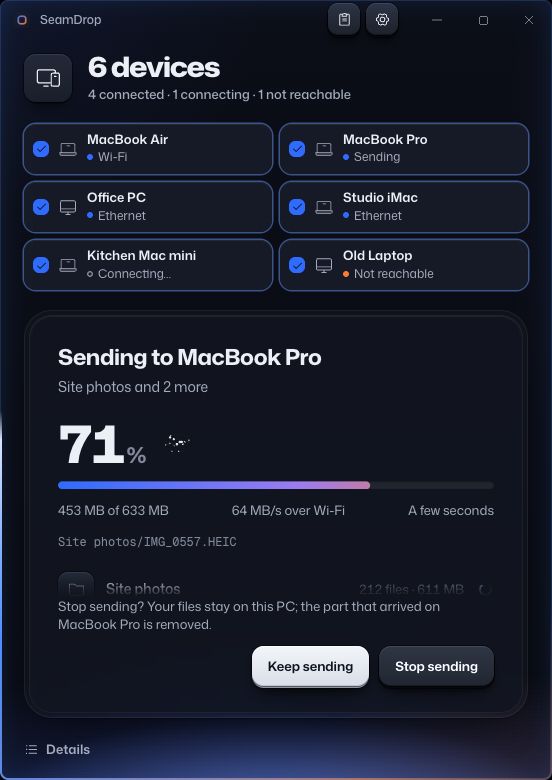 SeamDrop
6 devices
4 connected · 1 connecting · 1 not reachable
MacBook Air
Wi-Fi
MacBook Pro
Sending
Office PC
Ethernet
Studio iMac
Ethernet
Kitchen Mac mini
Connecting...
Old Laptop
Not reachable
Sending to MacBook Pro
Site photos and 2 more
71%
453 MB of 633 MB
64 MB/s over Wi-Fi
A few seconds
Site photos/IMG_0557.HEIC
Site photos
212 files · 611 MB
Stop sending? Your files stay on this PC; the part that arrived on
MacBook Pro is removed.
Keep sending
Stop sending
Details